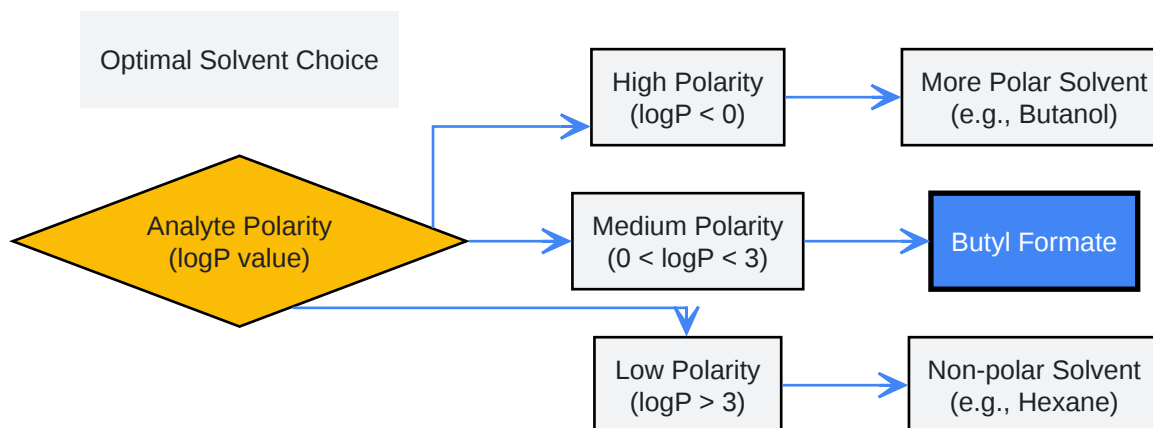 Optimal Solvent Choice
Analyte Polarity
(logP value)
High Polarity
(logP < 0)
More Polar Solvent
(e.g., Butanol)
Medium Polarity
(0 < logP < 3)
Butyl Formate
Low Polarity
(logP > 3)
Non-polar Solvent
(e.g., Hexane)